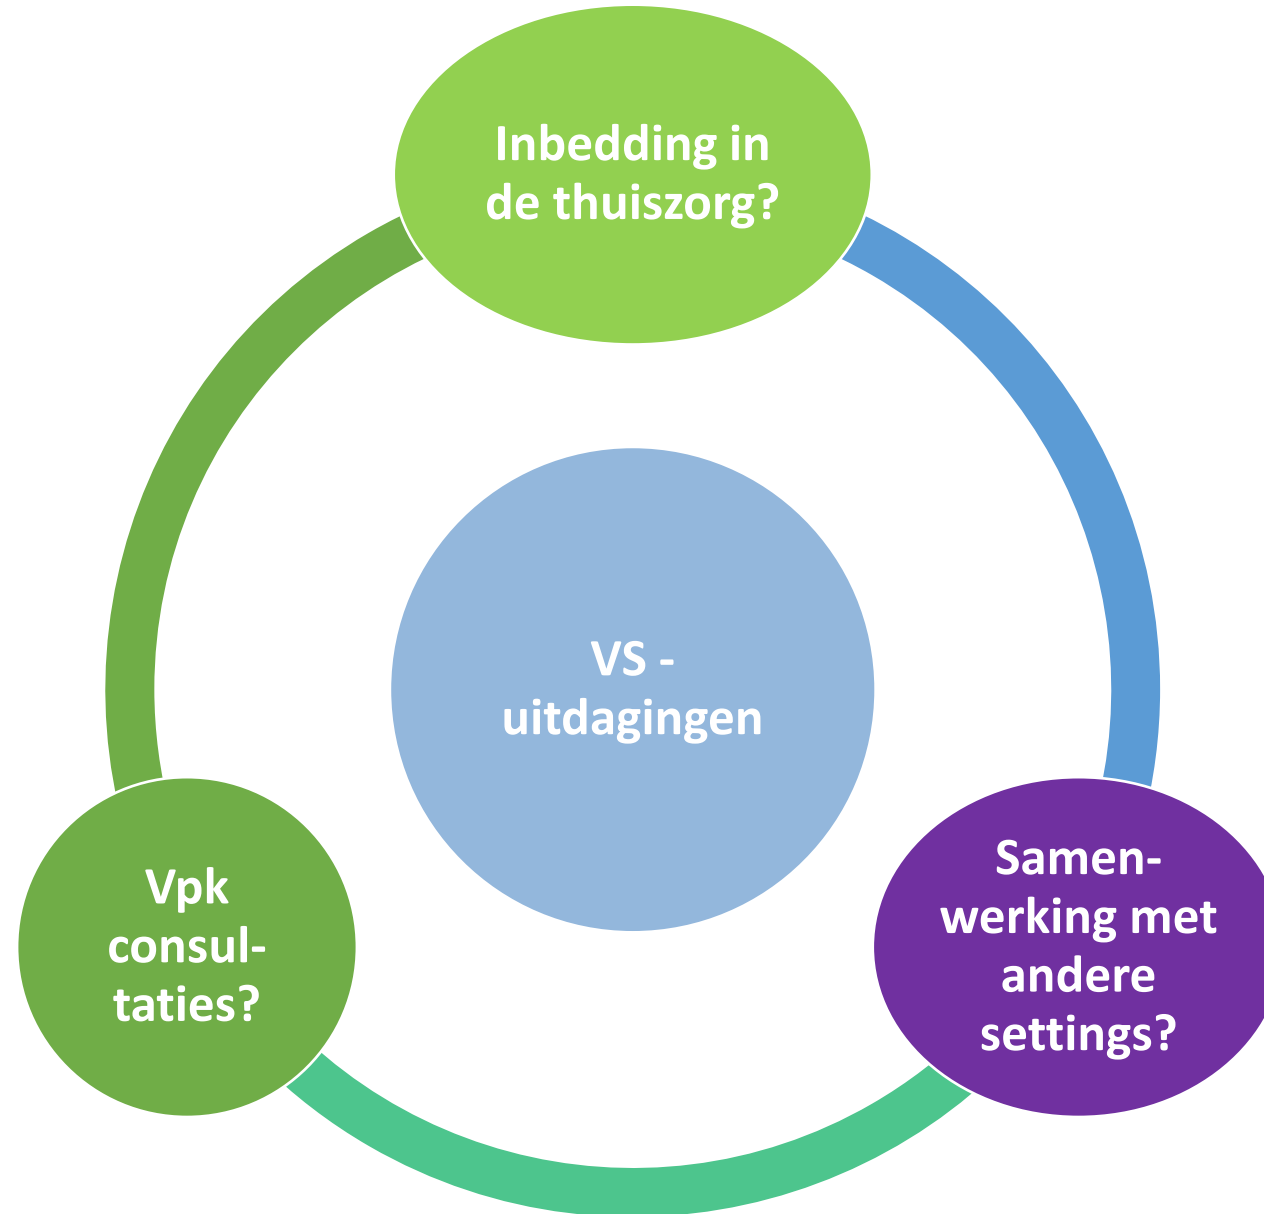 Inbedding in
de thuiszorg?
VS -
uitdagingen
Vpk
consul-
taties?
Samen-
werking met
andere
settings?